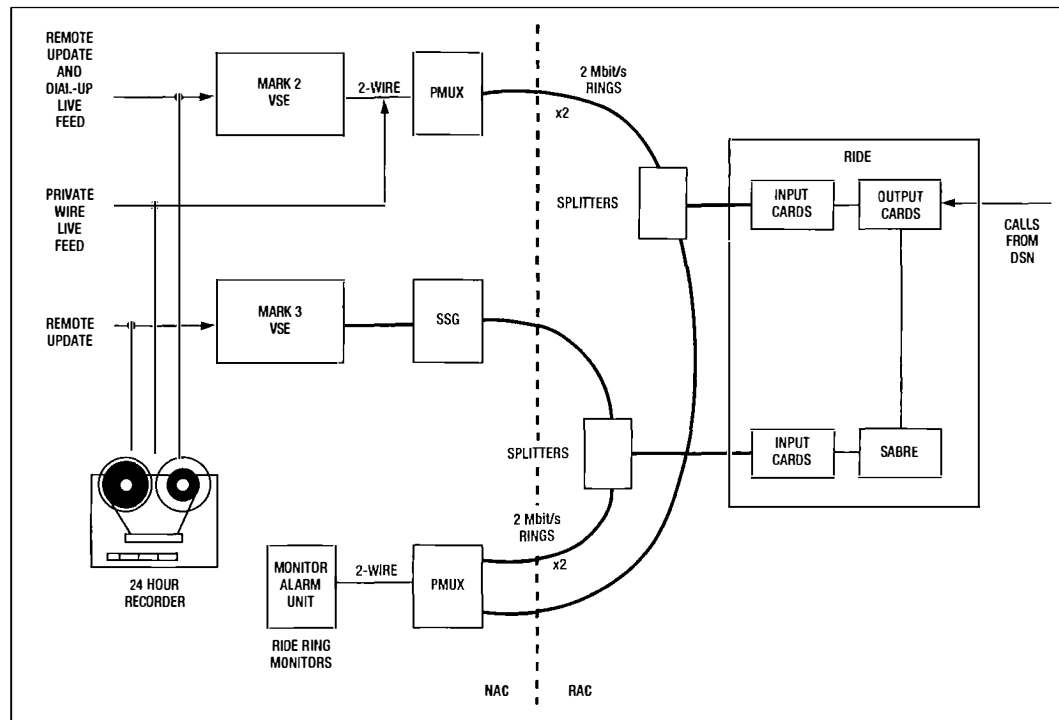 REMOTE
UPDATE
AND
DIAL-UP
LIVE
FEED
MARK 2
VSE
2-WIRE
PMUX
2 Mbit/s
RINGS
x2
PRIVATE
WIRE
LIVE
FEED
SPLITTERS
RIDE
INPUT
CARDS
OUTPUT
CARDS
CALLS
FROM
DSN
REMOTE
UPDATE
MARK 3
VSE
SSG
SPLITTERS
INPUT
CARDS
SABRE
24 HOUR
RECORDER
MONITOR
ALARM
UNIT
2-WIRE
PMUX
2 Mbit/s
RINGS
x2
RIDE RING
MONITORS
NAC
RAC